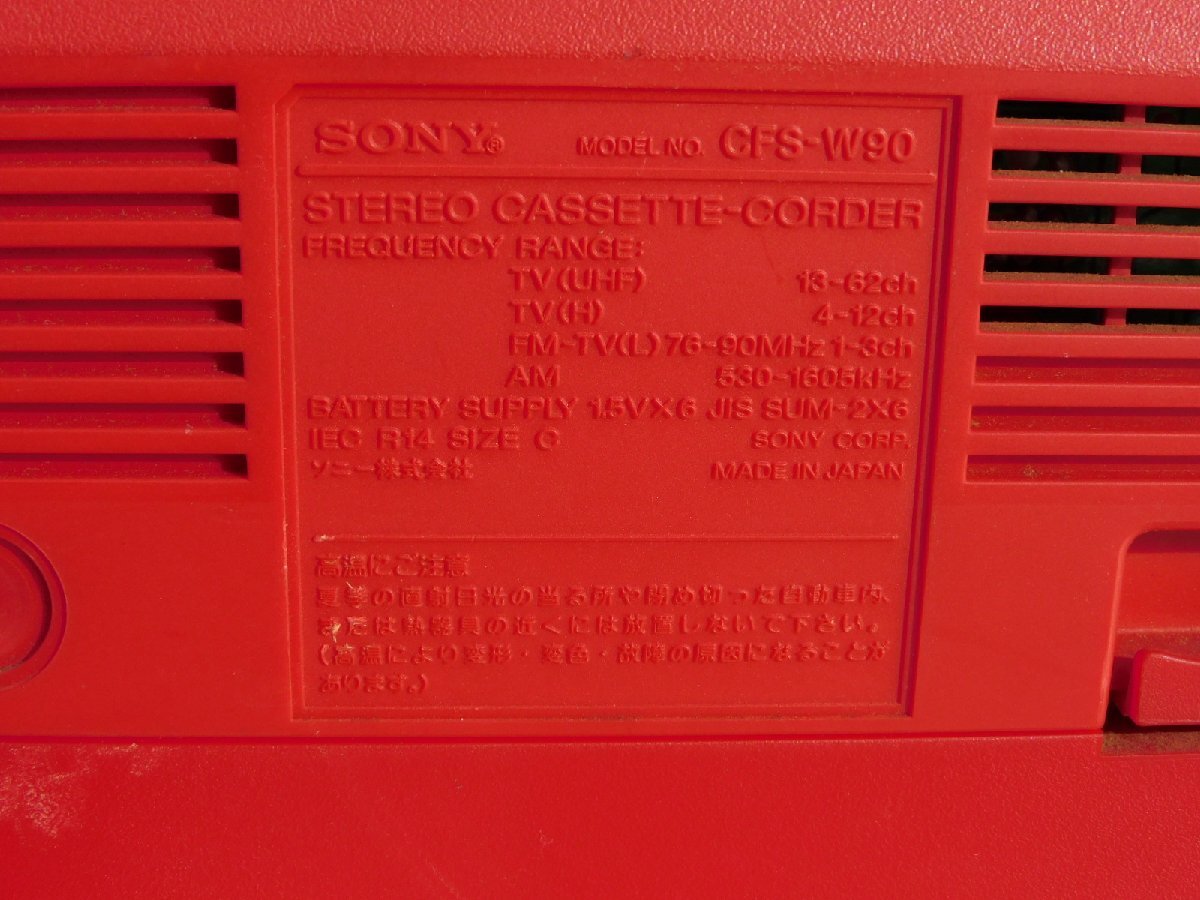 SONY® MODEL NO. CFS-W90
STEREO CASSETTE-CORDER
FREQUENCY RANGE:
TV(UHF) 13-62ch
TV(H) 4-12ch
FM-TV(L) 76-90MHz 1-3ch
AM 530-1605kHz
BATTERY SUPPLY 1.5V×6 JIS SUM-2×6
IEC R14 SIZE C SONY CORP.
ソニー株式会社 MADE IN JAPAN
高温にご注意
夏季の直射日光の当る所や閉め切った自動車内、
または熱器具の近くには放置しないで下さい。
(高温により変形・変色・故障の原因になることが
あります。)